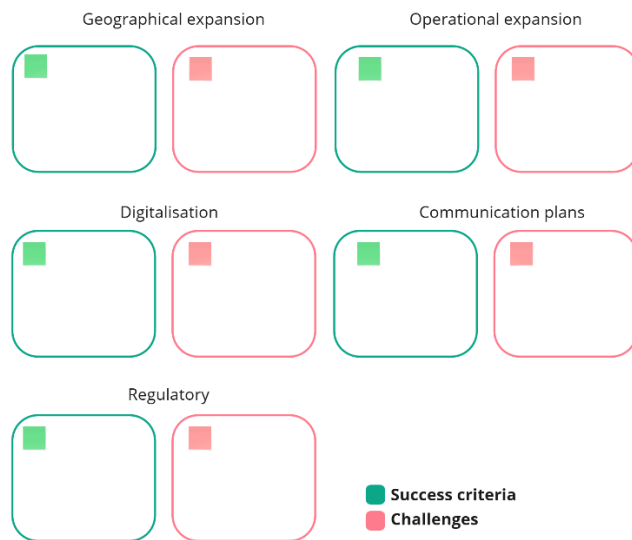 Geographical expansion
Operational expansion
Digitalisation
Communication plans
Regulatory
Success criteria
Challenges